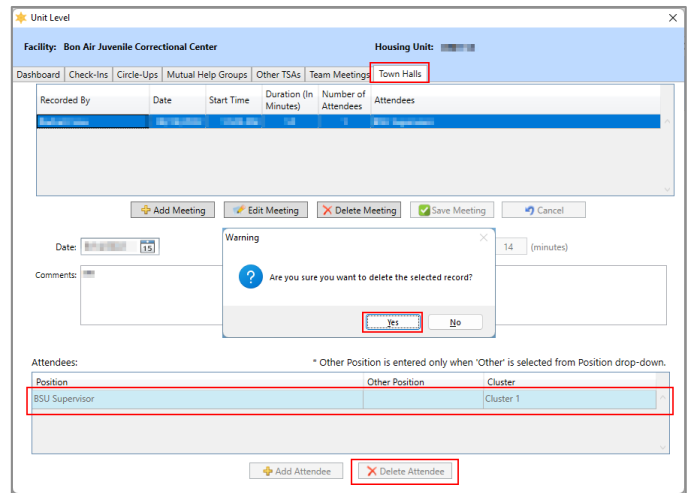 Unit Level
Facility: Bon Air Juvenile Correctional Center Housing Unit:
Dashboard Check-Ins Circle-Ups Mutual Help Groups Other TSAs Team Meetings Town Halls
Recorded By Date Start Time Duration (In Minutes) Number of Attendees Attendees
Add Meeting Edit Meeting Delete Meeting Save Meeting Cancel
Date: 15 14 (minutes)
Warning
Comments:
Are you sure you want to delete the selected record?
Yes No
Attendees: * Other Position is entered only when 'Other' is selected from Position drop-down.
Position Other Position Cluster
BSU Supervisor Cluster 1
Add Attendee Delete Attendee